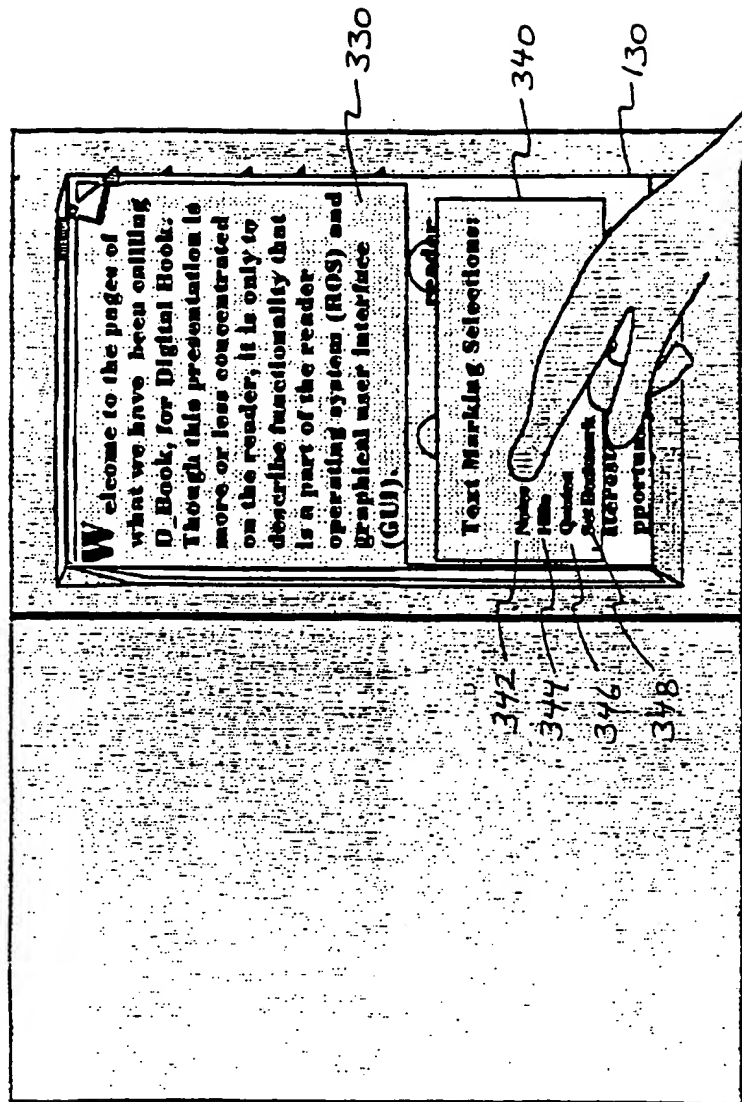 Welcome to the pages of
what we have been calling
D_Book, for Digital Book.
Though this presentation is
more or less concentrated
on the reader, it is only to
describe functionality that
is a part of the reader
operating system (ROS) and
graphical user interface
(GUI).
reader
Text Marking Selections:
Notes
Hilite
Set Bookmark
pportun
330
340
130
342
344
346
348